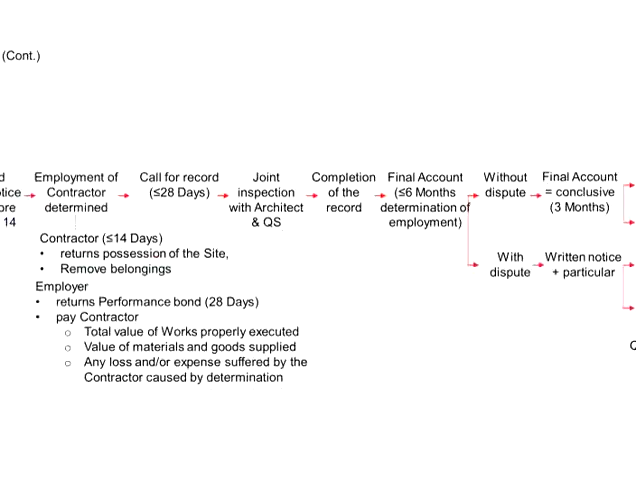 (Cont.)
Employment of
Contractor
determined
Call for record
(≤28 Days)
Joint
inspection
with Architect
& QS
Completion
of the
record
Final Account
(≤6 Months
determination of
employment)
Without
dispute
Final Account
= conclusive
(3 Months)
With
dispute
Written notice
+ particular
14
Contractor (≤14 Days)
• returns possession of the Site,
• Remove belongings
Employer
• returns Performance bond (28 Days)
• pay Contractor
o Total value of Works properly executed
o Value of materials and goods supplied
o Any loss and/or expense suffered by the
Contractor caused by determination